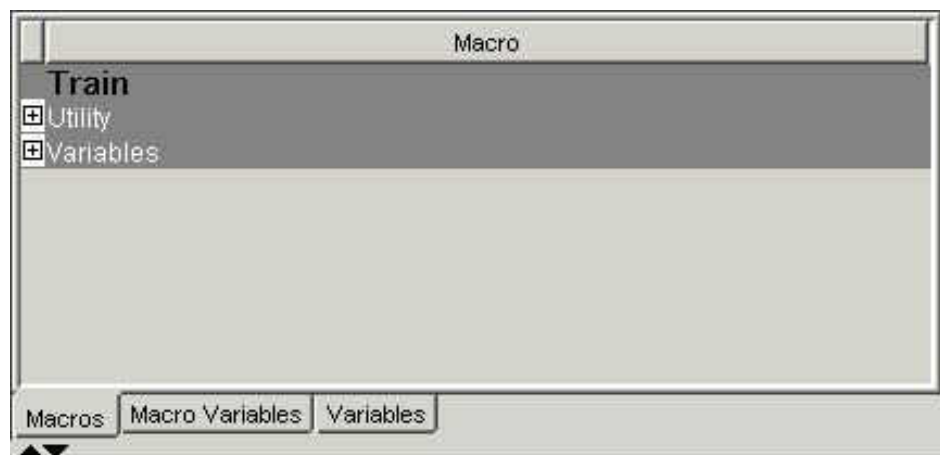 Macro
Train
Utility
Variables
Macros Macro Variables Variables